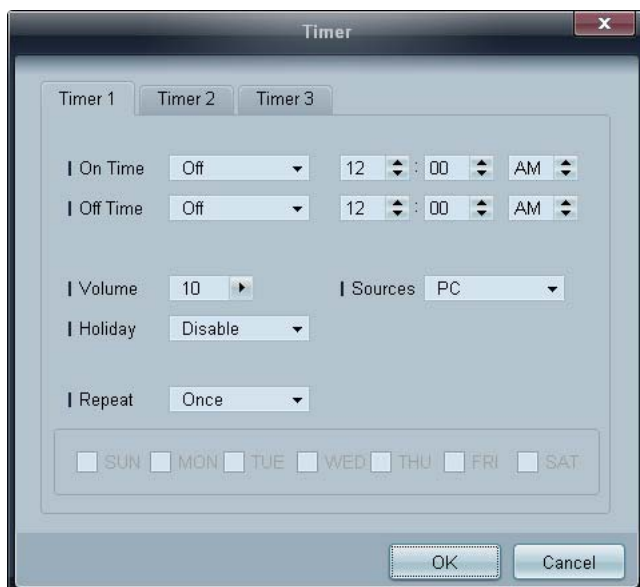 Timer
x
Timer 1 Timer 2 Timer 3
On Time Off 12 : 00 AM
Off Time Off 12 : 00 AM
Volume 10 Sources PC
Holiday Disable
Repeat Once
SUN MON TUE WED THU FRI SAT
OK Cancel